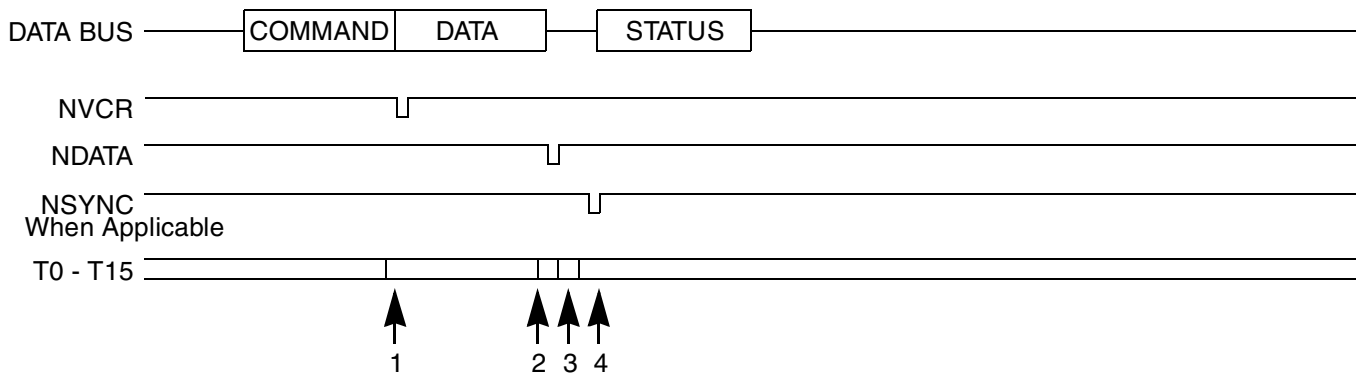 DATA BUS COMMAND DATA STATUS
NVCR
NDATA
NSYNC
When Applicable
T0 - T15
1 2 3 4